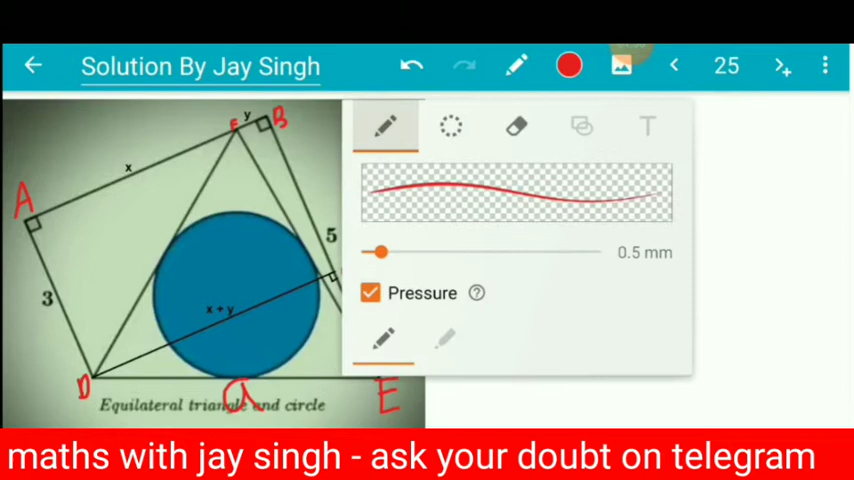 Solution By Jay Singh
25
y
B
F
x
A
5
0.5 mm
Pressure
3
x + y
D
a
E
Equilateral triangle and circle
maths with jay singh - ask your doubt on telegram